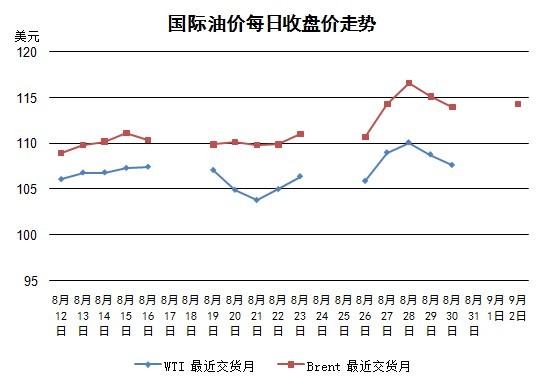 国际油价每日收盘价走势
美元
120
115
110
105
100
95
8月12日
8月13日
8月14日
8月15日
8月16日
8月17日
8月18日
8月19日
8月20日
8月21日
8月22日
8月23日
8月24日
8月25日
8月26日
8月27日
8月28日
8月29日
8月30日
8月31日
9月1日
9月2日
WTI 最近交货月
Brent 最近交货月